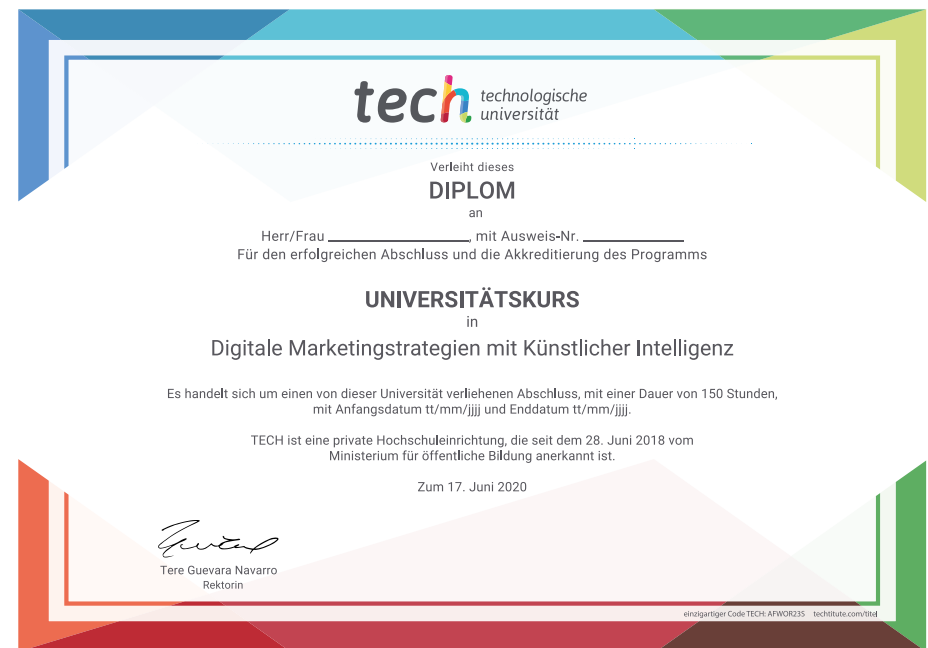 tech technologische
universität
Verleiht dieses
DIPLOM
an
Herr/Frau ____________________, mit Ausweis-Nr. ______________
Für den erfolgreichen Abschluss und die Akkreditierung des Programms
UNIVERSITÄTSKURS
in
Digitale Marketingstrategien mit Künstlicher Intelligenz
Es handelt sich um einen von dieser Universität verliehenen Abschluss, mit einer Dauer von 150 Stunden,
mit Anfangsdatum tt/mm/jjjj und Enddatum tt/mm/jjjj.
TECH ist eine private Hochschuleinrichtung, die seit dem 28. Juni 2018 vom
Ministerium für öffentliche Bildung anerkannt ist.
Zum 17. Juni 2020
Tere Guevara Navarro
Rektorin
einzigartiger Code TECH: AFWOR235 techtitute.com/titel